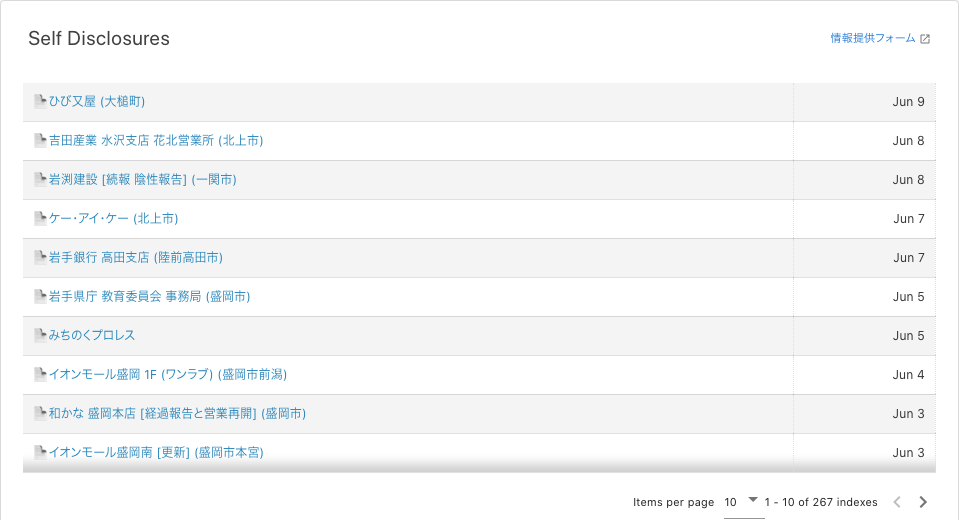 Self Disclosures
情報提供フォーム
ひび又屋 (大槌町) Jun 9
吉田産業 水沢支店 花北営業所 (北上市) Jun 8
岩渕建設 [続報 陰性報告] (一関市) Jun 8
ケー・アイ・ケー (北上市) Jun 7
岩手銀行 高田支店 (陸前高田市) Jun 7
岩手県庁 教育委員会 事務局 (盛岡市) Jun 5
みちのくプロレス Jun 5
イオンモール盛岡 1F (ワンラブ) (盛岡市前潟) Jun 4
和かな 盛岡本店 [経過報告と営業再開] (盛岡市) Jun 3
イオンモール盛岡南 [更新] (盛岡市本宮) Jun 3
Items per page 10 1 - 10 of 267 indexes